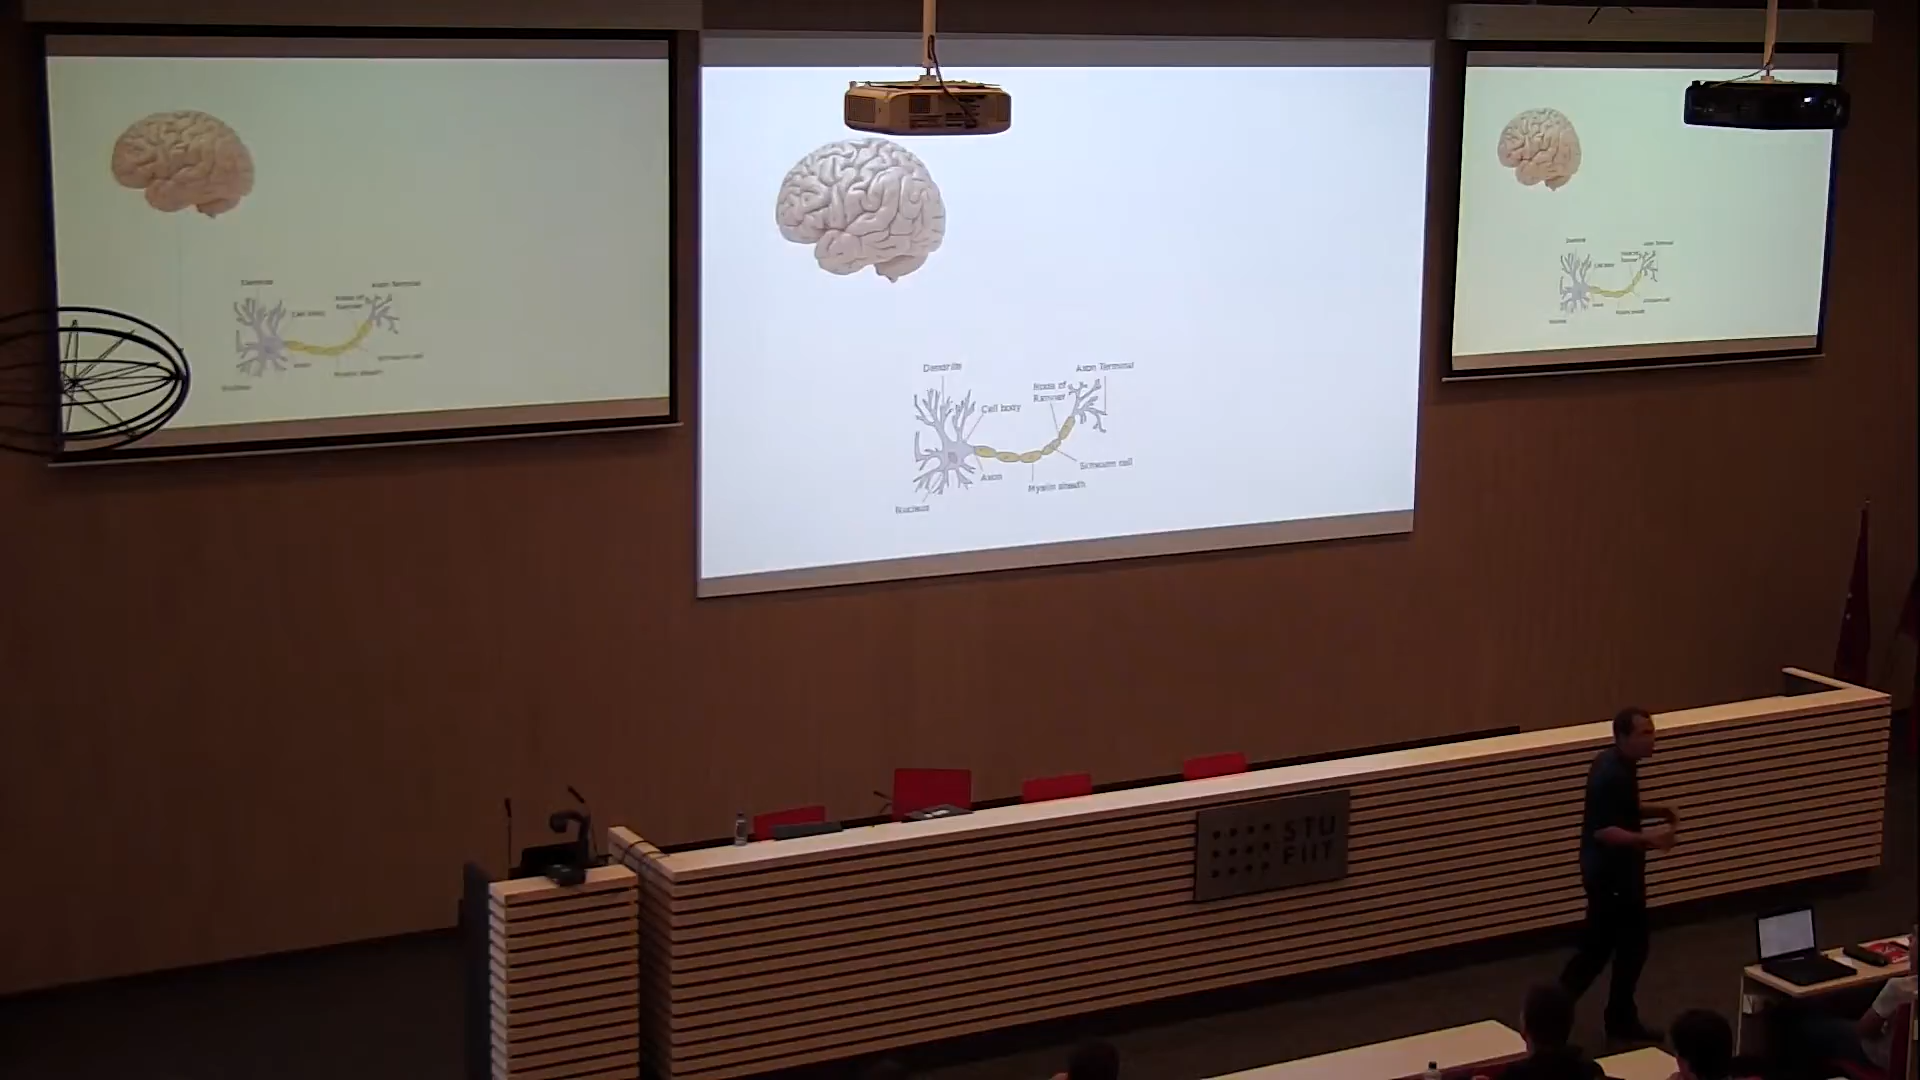 Dendrite
Axon Terminal
Node of
Ranvier
Cell body
Schwann cell
Axon
Myelin sheath
Nucleus
STU
FIIT